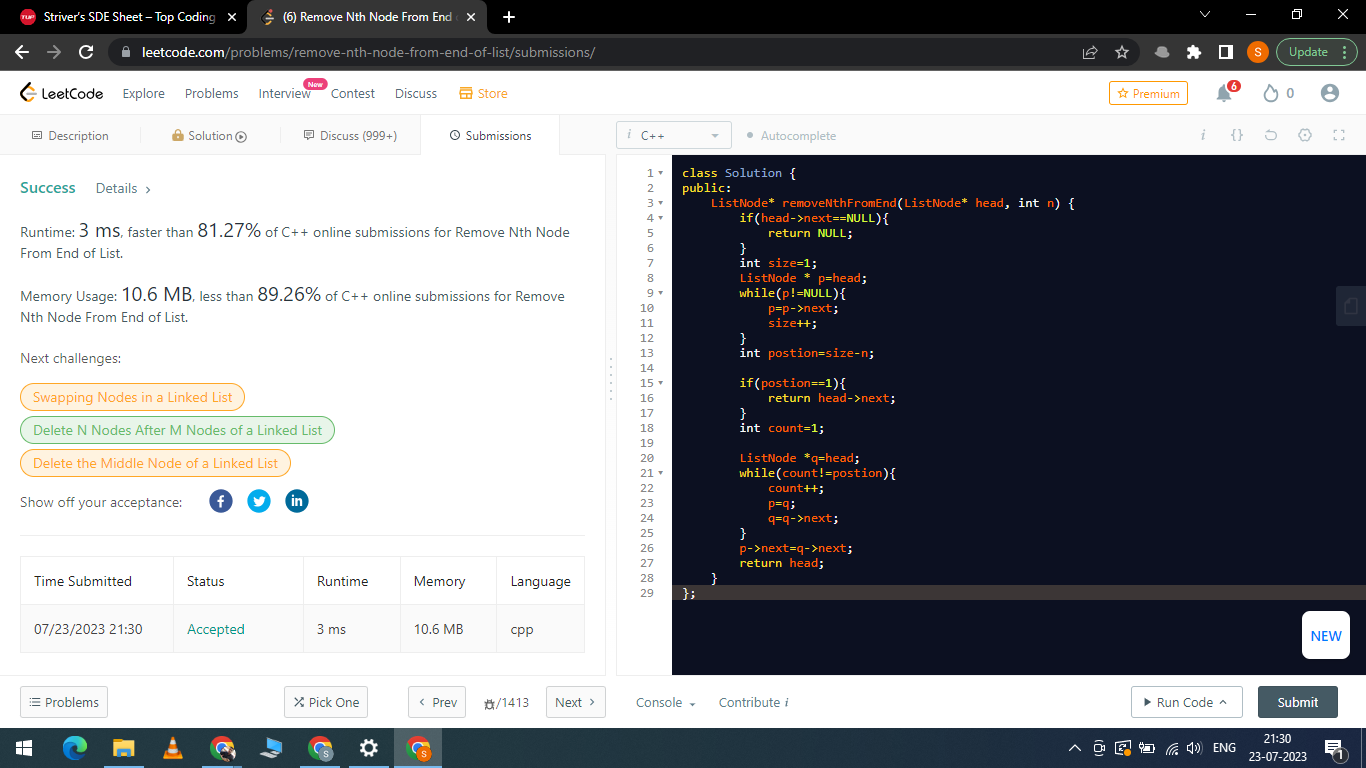 Striver's SDE Sheet – Top Coding
(6) Remove Nth Node From End
leetcode.com/problems/remove-nth-node-from-end-of-list/submissions/
S
Update
LeetCode
Explore
Problems
Interview
New
Contest
Discuss
Store
Premium
6
0
Description
Solution
Discuss (999+)
Submissions
i C++
Autocomplete
i
{}
Success
Details
Runtime: 3 ms, faster than 81.27% of C++ online submissions for Remove Nth Node
From End of List.
Memory Usage: 10.6 MB, less than 89.26% of C++ online submissions for Remove
Nth Node From End of List.
Next challenges:
Swapping Nodes in a Linked List
Delete N Nodes After M Nodes of a Linked List
Delete the Middle Node of a Linked List
Show off your acceptance:
Time Submitted Status Runtime Memory Language
07/23/2023 21:30 Accepted 3 ms 10.6 MB cpp
1 class Solution {
2 public:
3 ListNode* removeNthFromEnd(ListNode* head, int n) {
4 if(head->next==NULL){
5 return NULL;
6 }
7 int size=1;
8 ListNode * p=head;
9 while(p!=NULL){
10 p=p->next;
11 size++;
12 }
13 int postion=size-n;
14
15 if(postion==1){
16 return head->next;
17 }
18 int count=1;
19
20 ListNode *q=head;
21 while(count!=postion){
22 count++;
23 p=q;
24 q=q->next;
25 }
26 p->next=q->next;
27 return head;
28 }
29 };
NEW
Problems
Pick One
Prev
/1413
Next
Console
Contribute i
Run Code
Submit
ENG
21:30
23-07-2023
1